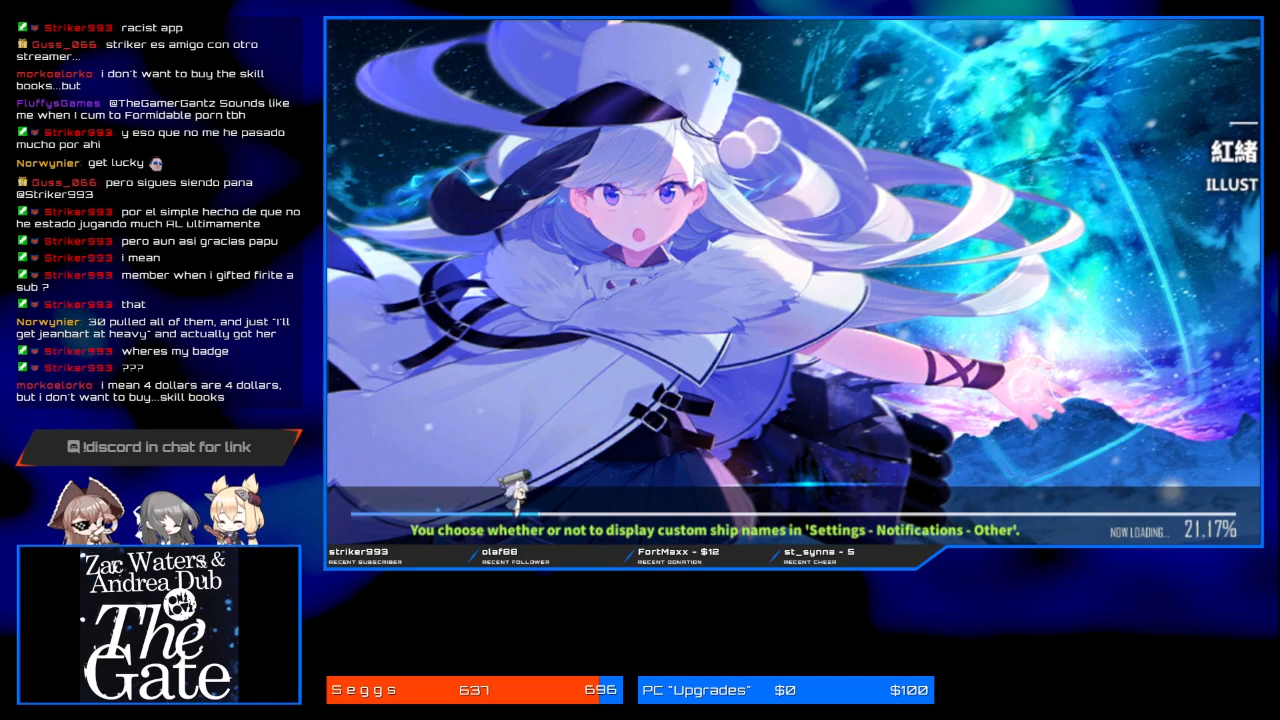 Striker993 racist app
Guss_066 striker es amigo con otro
streamer...
morkoelorko i don't want to buy the skill
books...but
FluffysGames @TheGamerGantz Sounds like
me when I cum to Formidable porn tbh
Striker993 y eso que no me he pasado
mucho por ahi
Norwynier get lucky
Guss_066 pero sigues siendo pana
@Striker993
Striker993 por el simple hecho de que no
he estado jugando much AL ultimamente
Striker993 pero aun asi gracias papu
Striker993 i mean
Striker993 member when i gifted firite a
sub ?
Striker993 that
Norwynier 30 pulled all of them, and just "I'll
get jeanbart at heavy" and actually got her
Striker993 wheres my badge
Striker993 ???
morkoelorko i mean 4 dollars are 4 dollars,
but i don't want to buy...skill books
!discord in chat for link
Zac Waters &
Andrea Dub
The
Gate
紅緒
ILLUST
You choose whether or not to display custom ship names in 'Settings - Notifications - Other'.
NOW LOADING... 21.17%
striker993 olaf88 FortMaxx - $12 st_synna - 5
RECENT SUBSCRIBER RECENT FOLLOWER RECENT DONATION RECENT CHEER
Seggs 637 696
PC "Upgrades" $0 $100